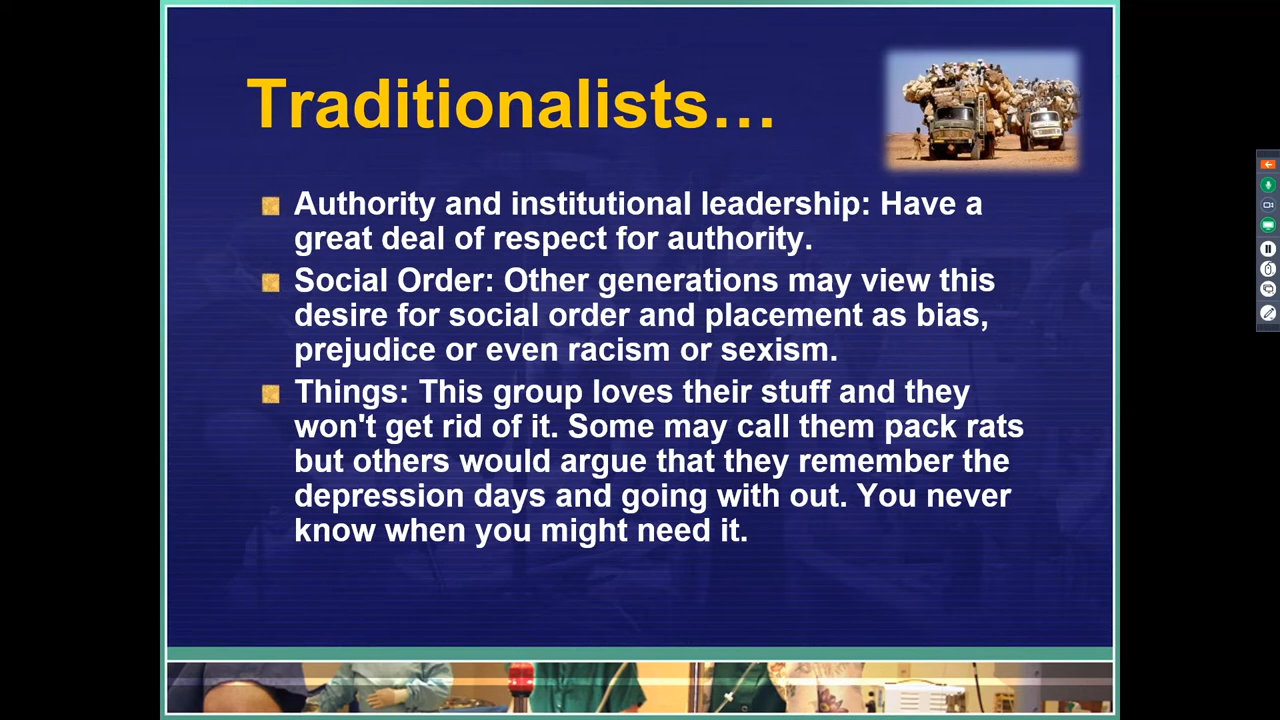 Traditionalists...
Authority and institutional leadership: Have a
great deal of respect for authority.
Social Order: Other generations may view this
desire for social order and placement as bias,
prejudice or even racism or sexism.
Things: This group loves their stuff and they
won't get rid of it. Some may call them pack rats
but others would argue that they remember the
depression days and going with out. You never
know when you might need it.